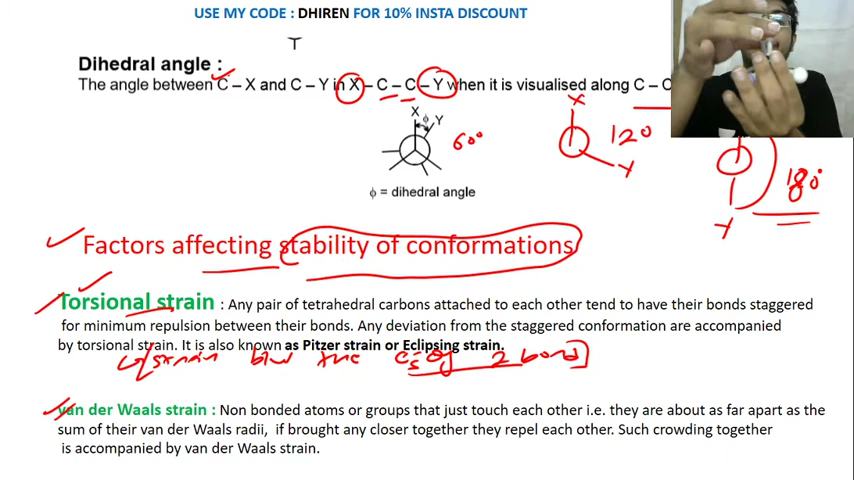 USE MY CODE : DHIREN FOR 10% INSTA DISCOUNT
T
Dihedral angle :
The angle between C – X and C – Y in X – C – C – Y when it is visualised along C – C
X
ϕ Y
60°
X
120
Y
180°
Y
ϕ = dihedral angle
Factors affecting stability of conformations
Torsional strain : Any pair of tetrahedral carbons attached to each other tend to have their bonds staggered
for minimum repulsion between their bonds. Any deviation from the staggered conformation are accompanied
by torsional strain. It is also known as Pitzer strain or Eclipsing strain.
strain b/w the es of 2 bond
van der Waals strain : Non bonded atoms or groups that just touch each other i.e. they are about as far apart as the
sum of their van der Waals radii, if brought any closer together they repel each other. Such crowding together
is accompanied by van der Waals strain.